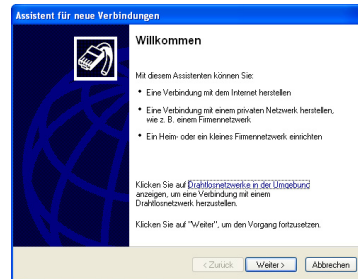 Assistent für neue Verbindungen
Willkommen
Mit diesem Assistenten können Sie:
• Eine Verbindung mit dem Internet herstellen
• Eine Verbindung mit einem privaten Netzwerk herstellen,
wie z. B. einem Firmennetzwerk
• Ein Heim- oder ein kleines Firmennetzwerk einrichten
Klicken Sie auf Drahtlosnetzwerke in der Umgebund
anzeigen, um eine Verbindung mit einem
Drahtlosnetzwerk herzustellen.
Klicken Sie auf "Weiter", um den Vorgang fortzusetzen.
< Zurück
Weiter >
Abbrechen